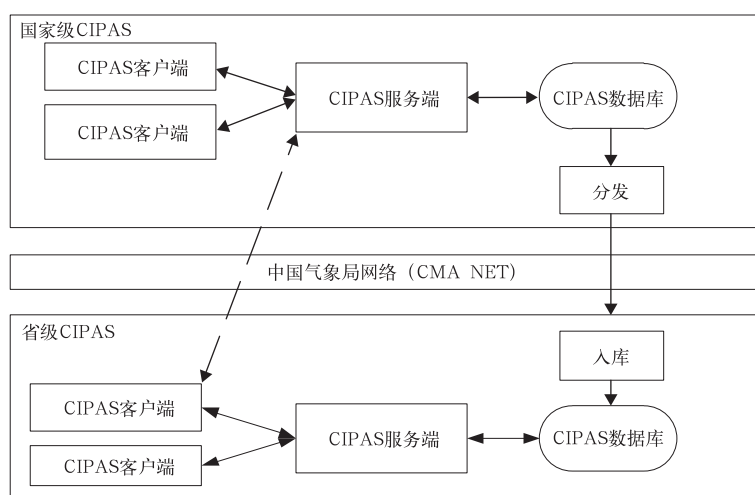 国家级CIPAS
CIPAS客户端
CIPAS客户端
CIPAS服务端
CIPAS数据库
分发
中国气象局网络（CMA NET）
省级CIPAS
入库
CIPAS客户端
CIPAS客户端
CIPAS服务端
CIPAS数据库